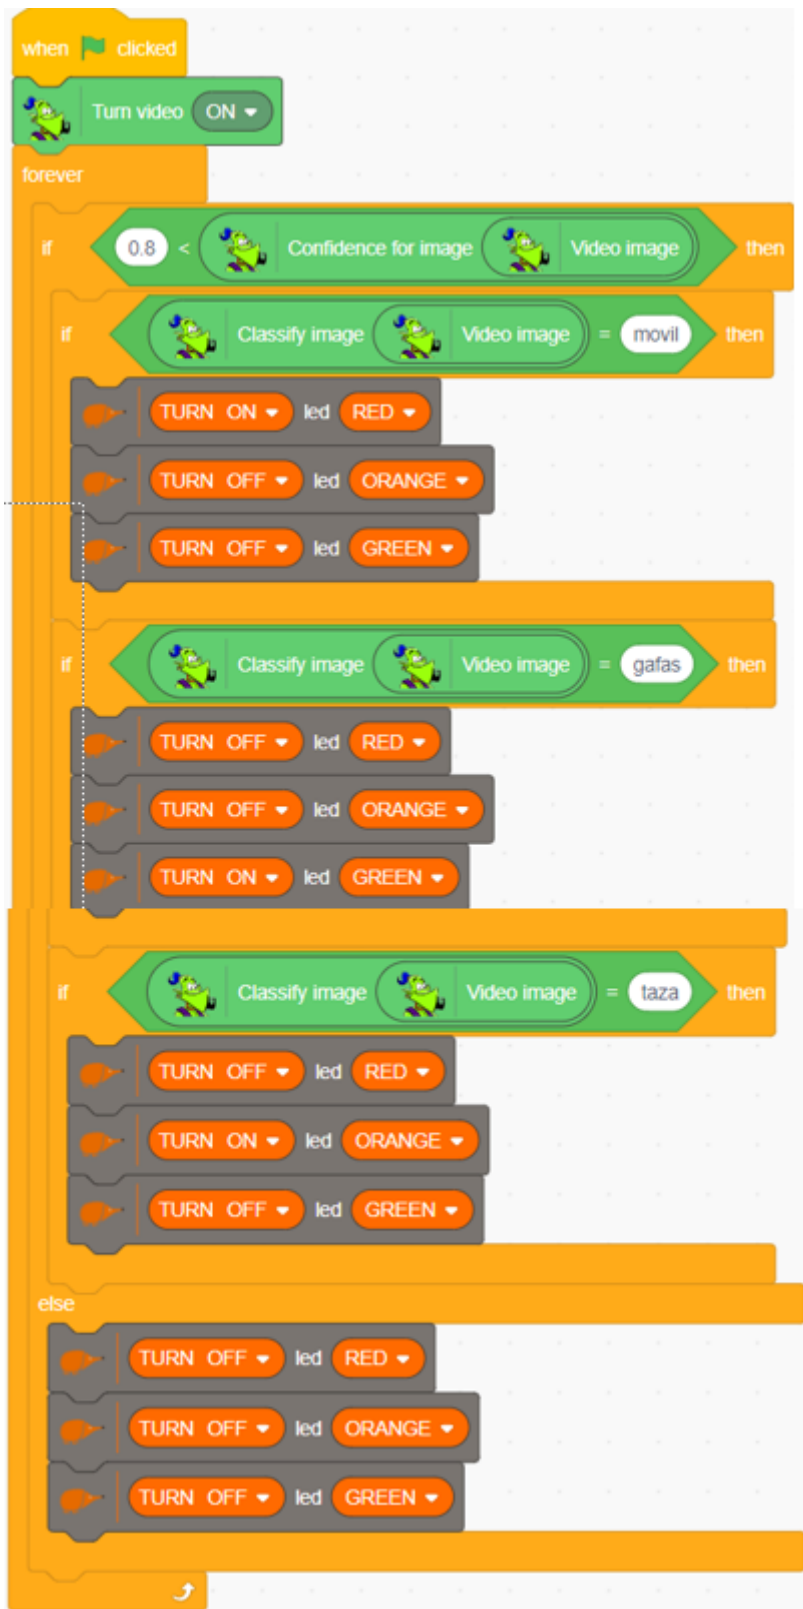 when clicked
Turn video ON
forever
if 0.8 < Confidence for image Video image then
if Classify image Video image = movil then
TURN ON led RED
TURN OFF led ORANGE
TURN OFF led GREEN
if Classify image Video image = gafas then
TURN OFF led RED
TURN OFF led ORANGE
TURN ON led GREEN
if Classify image Video image = taza then
TURN OFF led RED
TURN ON led ORANGE
TURN OFF led GREEN
else
TURN OFF led RED
TURN OFF led ORANGE
TURN OFF led GREEN